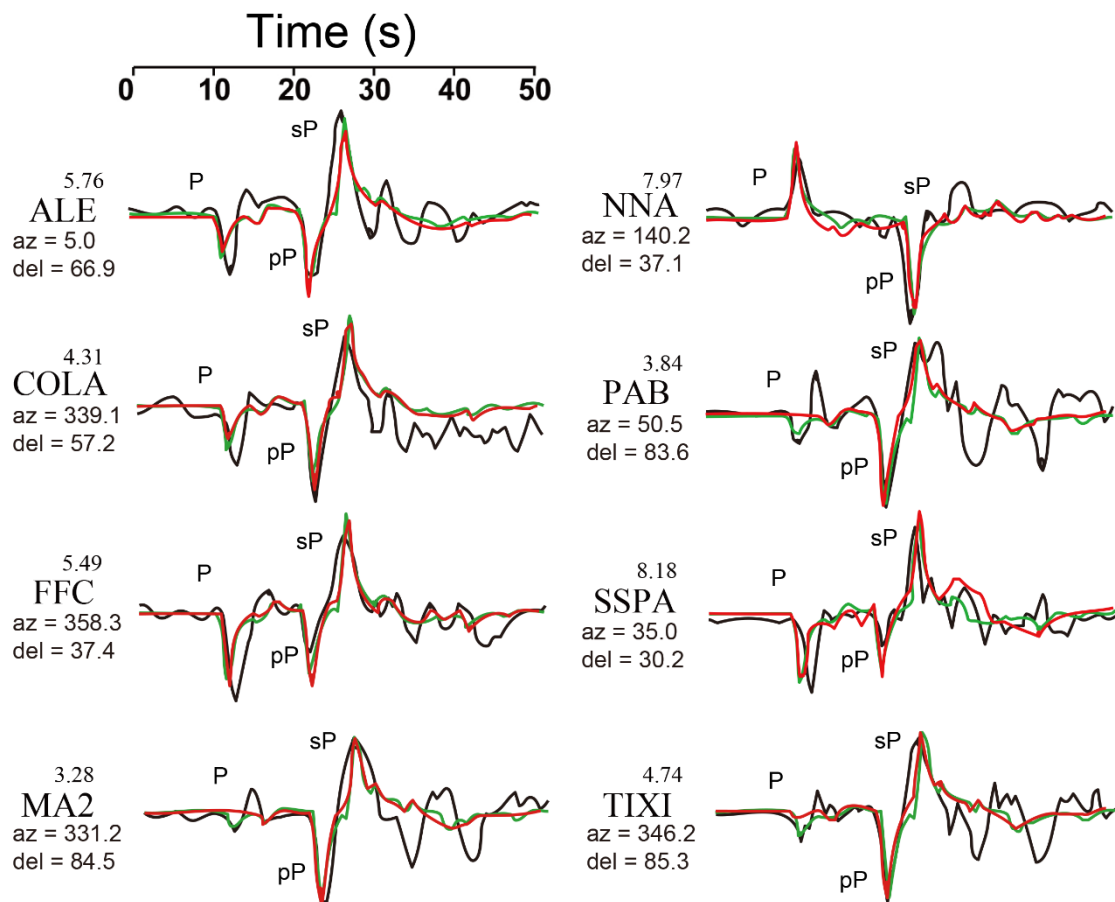 Time (s)
0 10 20 30 40 50
5.76
ALE
az = 5.0
del = 66.9
P
pP
sP
4.31
COLA
az = 339.1
del = 57.2
P
pP
sP
5.49
FFC
az = 358.3
del = 37.4
P
pP
sP
3.28
MA2
az = 331.2
del = 84.5
P
pP
sP
7.97
NNA
az = 140.2
del = 37.1
P
pP
sP
3.84
PAB
az = 50.5
del = 83.6
P
pP
sP
8.18
SSPA
az = 35.0
del = 30.2
P
pP
sP
4.74
TIXI
az = 346.2
del = 85.3
P
pP
sP